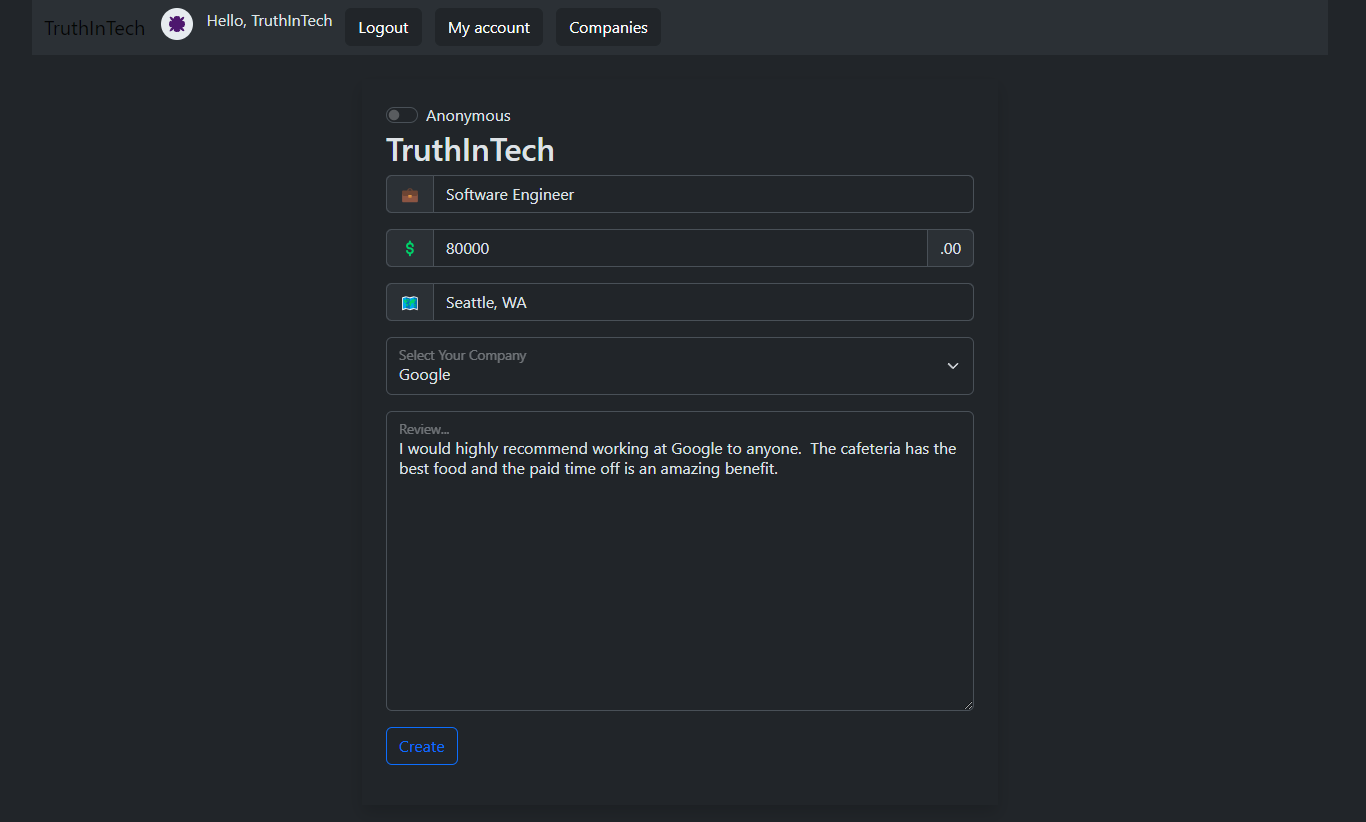 TruthInTech Hello, TruthInTech Logout My account Companies
Anonymous
TruthInTech
Software Engineer
$ 80000 .00
Seattle, WA
Select Your Company
Google
Review...
I would highly recommend working at Google to anyone.  The cafeteria has the
best food and the paid time off is an amazing benefit.
Create